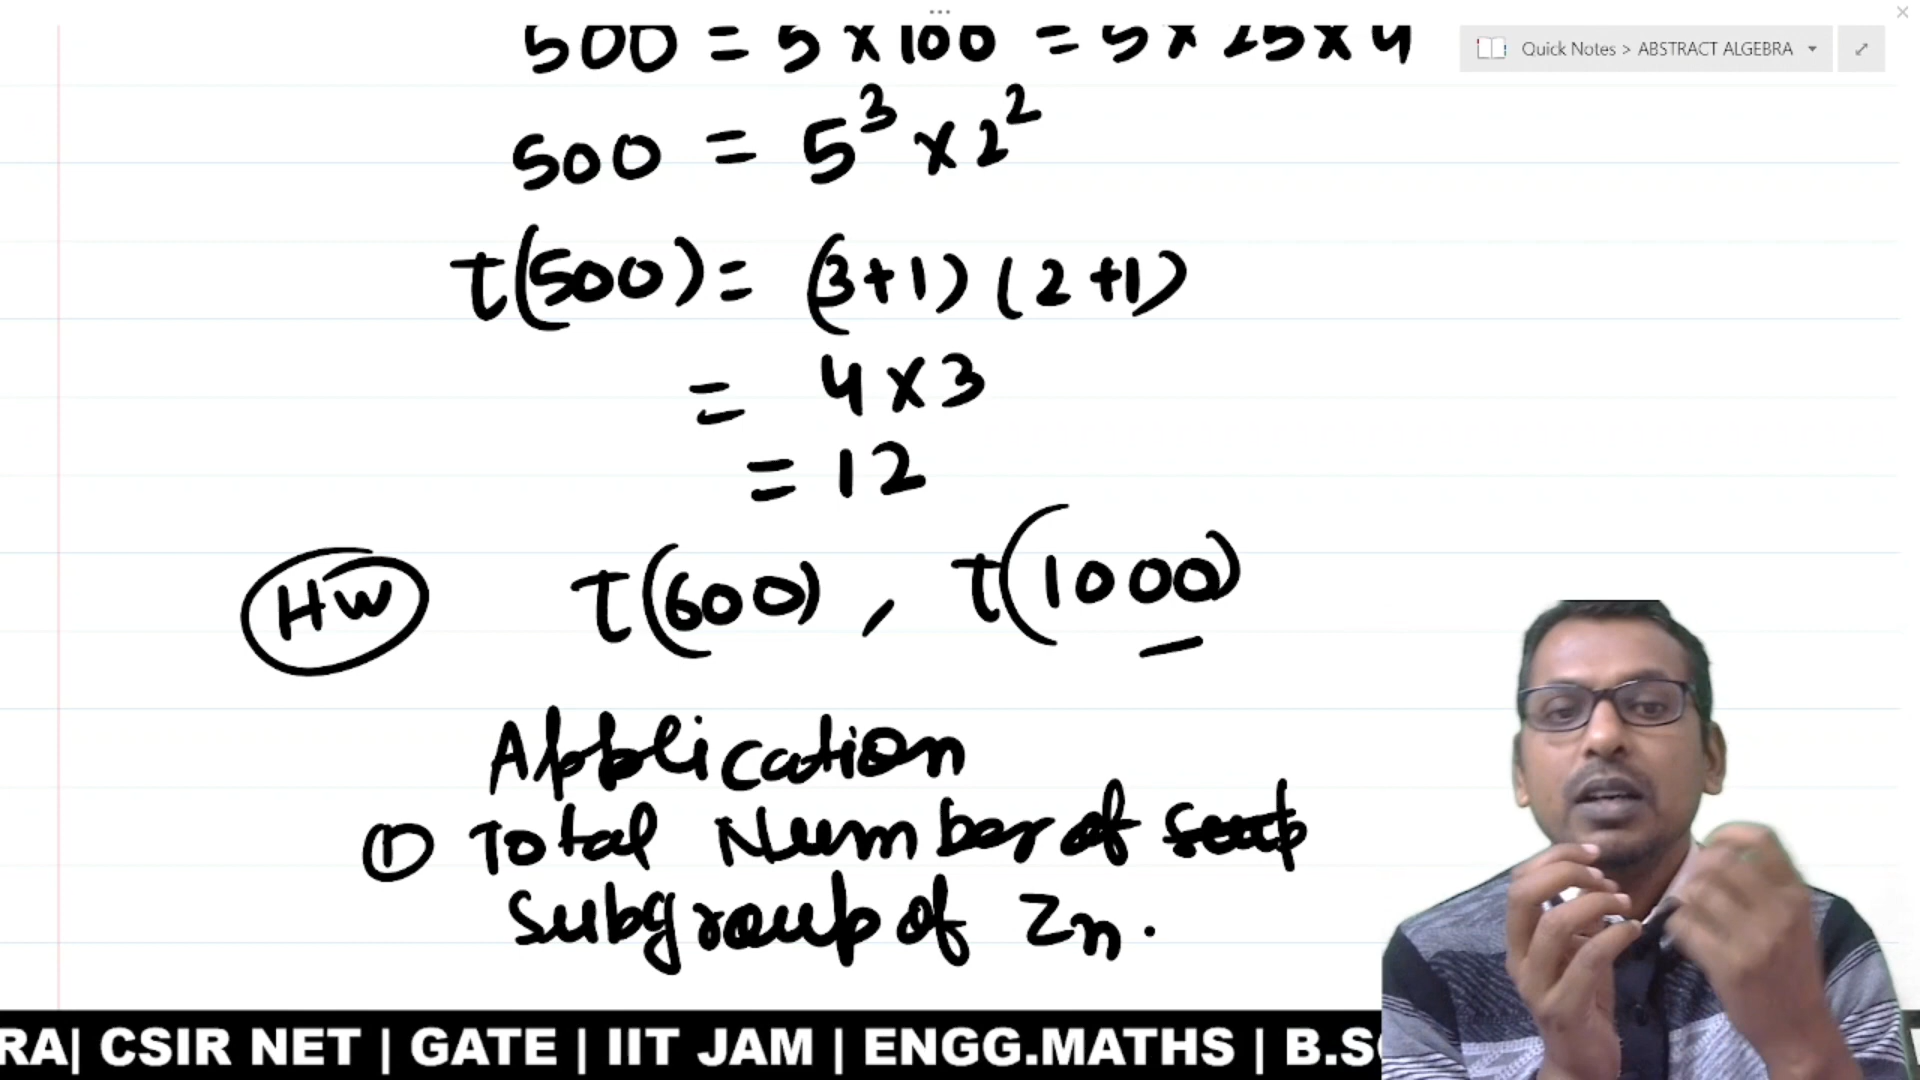 500 = 5 x 100 = 5 x 25 x 4
Quick Notes > ABSTRACT ALGEBRA
500 = 5³ x 2²
τ(500) = (3+1) (2+1)
= 4 x 3
= 12
HW τ(600), τ(1000)
Application
① Total Number of
Subgroup of Zn.
RA| CSIR NET | GATE | IIT JAM | ENGG.MATHS | B.S